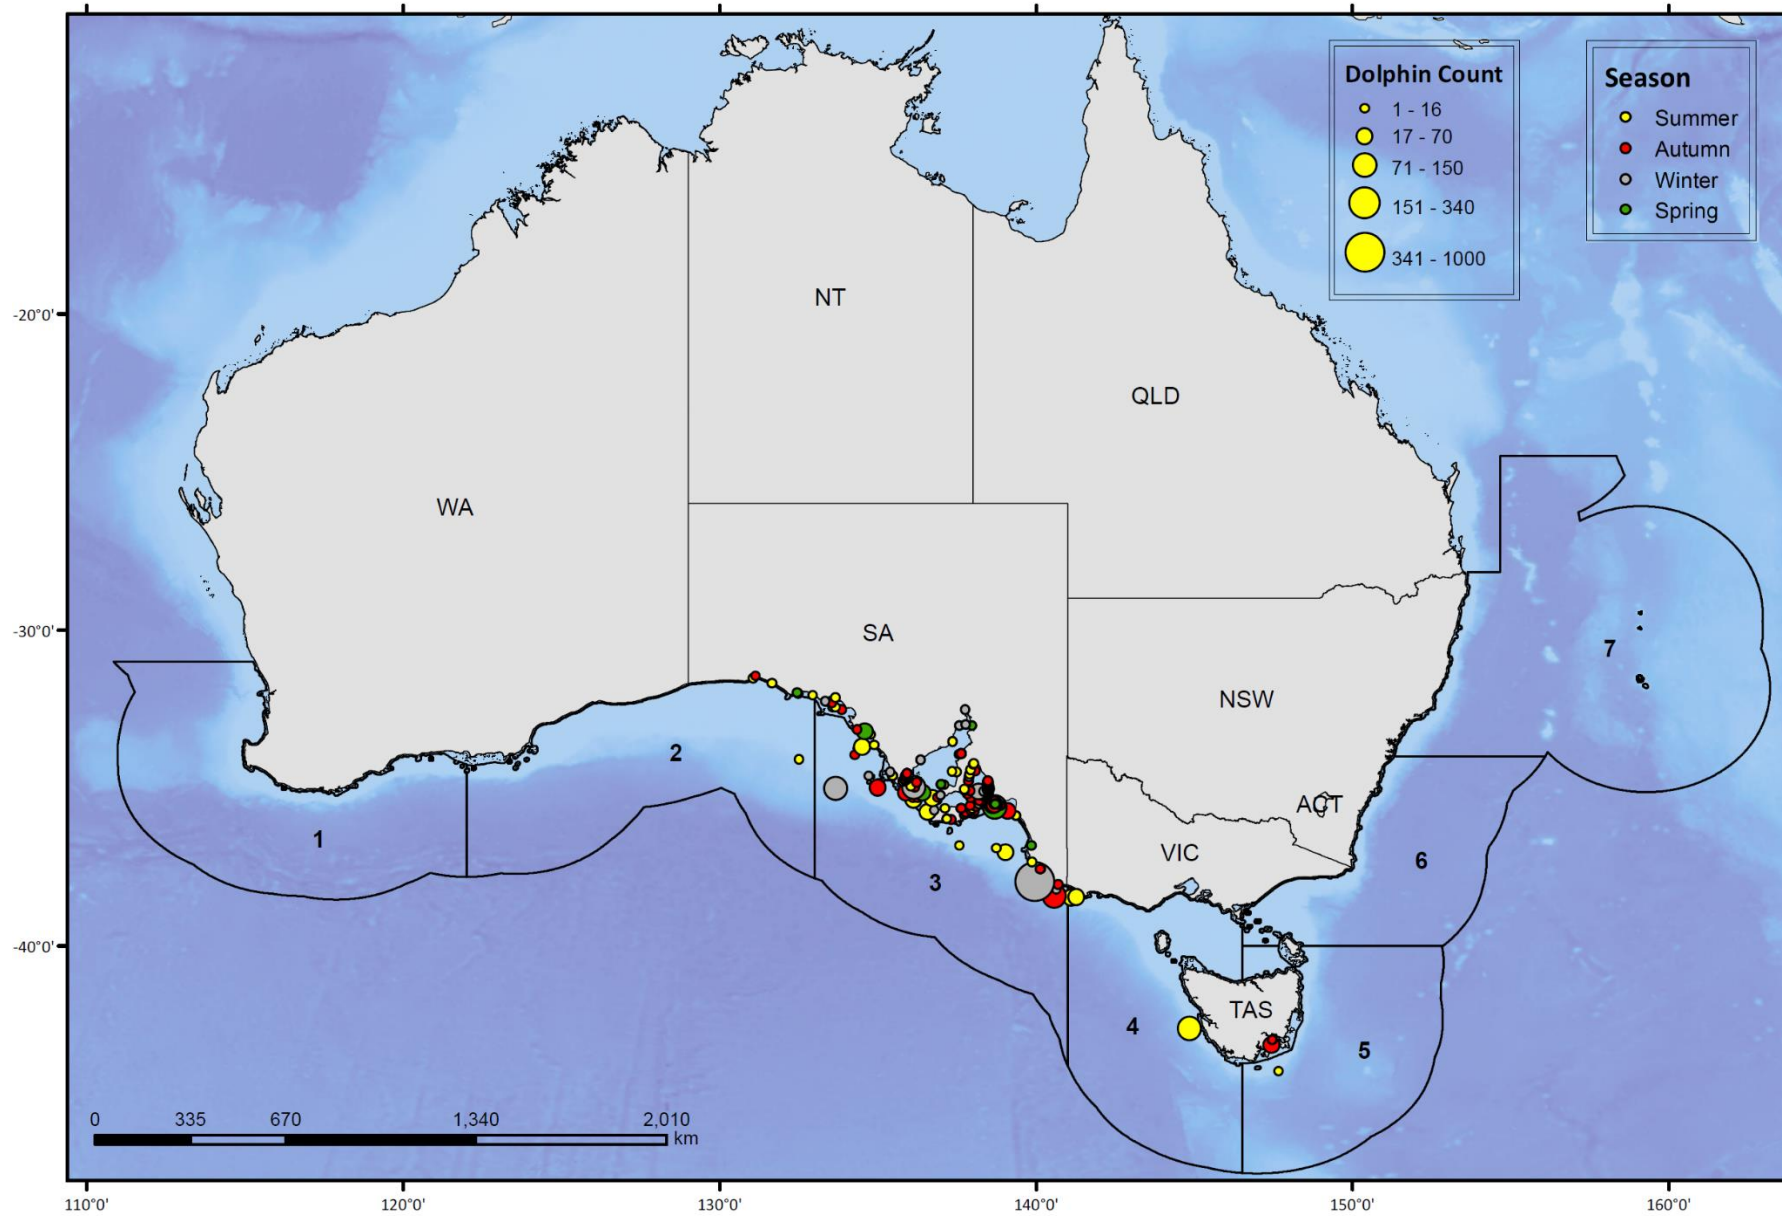 Dolphin Count
1 - 16
17 - 70
71 - 150
151 - 340
341 - 1000
Season
Summer
Autumn
Winter
Spring
-20°0'
-30°0'
-40°0'
NT
QLD
WA
SA
NSW
ACT
VIC
TAS
7
2
1
6
3
4
5
0 335 670 1,340 2,010
km
110°0' 120°0' 130°0' 140°0' 150°0' 160°0'